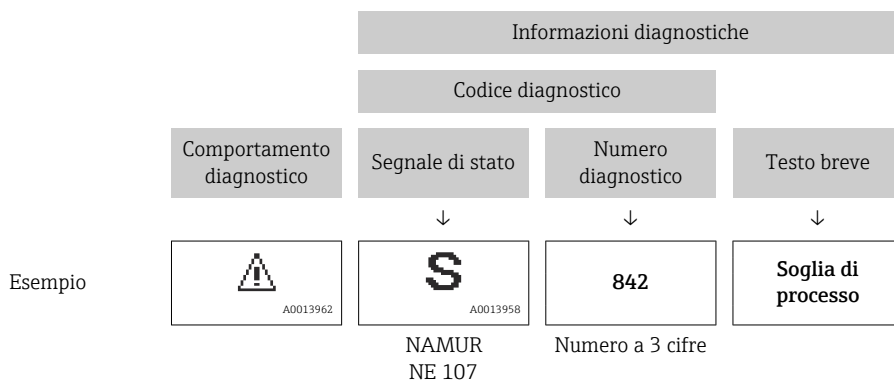 Informazioni diagnostiche
Codice diagnostico
Comportamento
diagnostico
Segnale di stato
Numero
diagnostico
Testo breve
↓ ↓ ↓
Esempio
A0013962
S
A0013958
842
Soglia di
processo
NAMUR
NE 107
Numero a 3 cifre